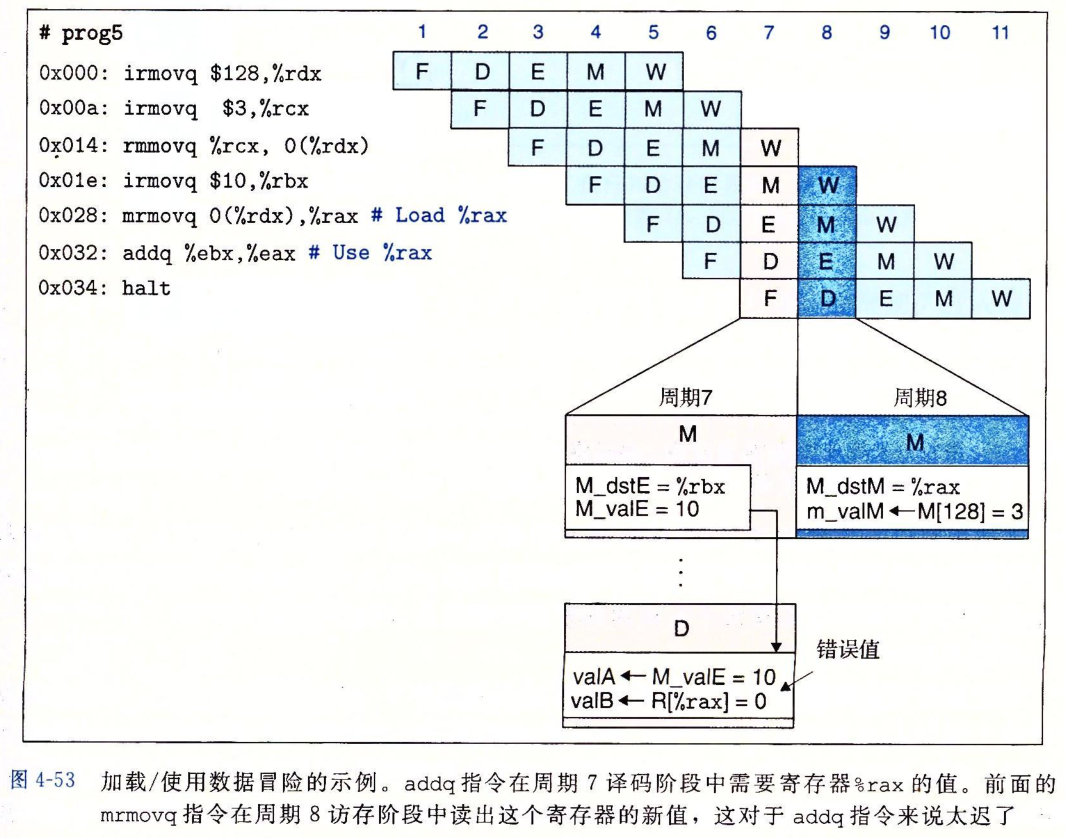 # prog5 1 2 3 4 5 6 7 8 9 10 11
0x000: irmovq $128,%rdx F D E M W
0x00a: irmovq $3,%rcx F D E M W
0x014: rmmovq %rcx, 0(%rdx) F D E M W
0x01e: irmovq $10,%rbx F D E M W
0x028: mrmovq 0(%rdx),%rax # Load %rax F D E M W
0x032: addq %ebx,%eax # Use %rax F D E M W
0x034: halt F D E M W
周期7 周期8
M M
M_dstE = %rbx M_dstM = %rax
M_valE = 10 m_valM ← M[128] = 3
⋮
D
错误值
valA ← M_valE = 10
valB ← R[%rax] = 0
图 4-53 加载/使用数据冒险的示例。addq 指令在周期 7 译码阶段中需要寄存器%rax 的值。前面的
mrmovq 指令在周期 8 访存阶段中读出这个寄存器的新值，这对于 addq 指令来说太迟了